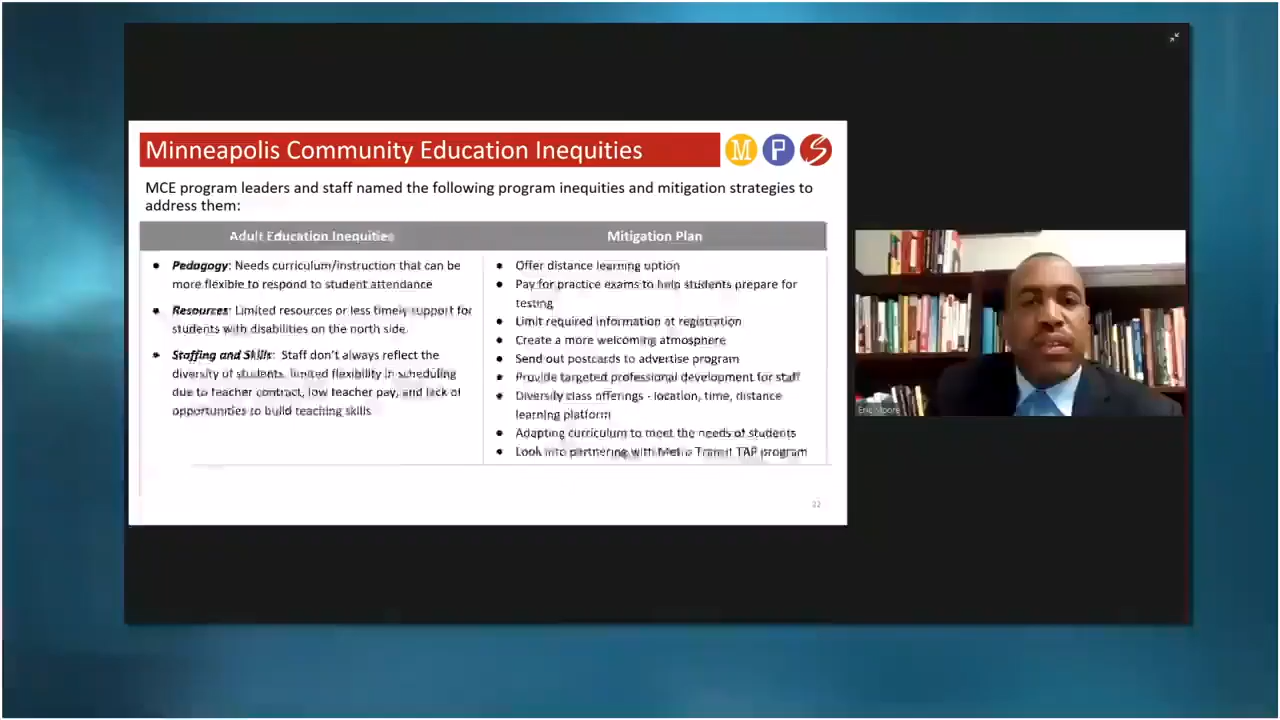 Minneapolis Community Education Inequities
M P S
MCE program leaders and staff named the following program inequities and mitigation strategies to
address them:
Adult Education Inequities
Mitigation Plan
• Pedagogy: Needs curriculum/instruction that can be
more flexible to respond to student attendance
• Resources: Limited resources or less timely support for
students with disabilities on the north side.
• Staffing and Skills: Staff don't always reflect the
diversity of students, limited flexibility in scheduling
due to teacher contract, low teacher pay, and lack of
opportunities to build teaching skills
• Offer distance learning option
• Pay for practice exams to help students prepare for
testing
• Limit required information at registration
• Create a more welcoming atmosphere
• Send out postcards to advertise program
• Provide targeted professional development for staff
• Diversify class offerings - location, time, distance
learning platform
• Adapting curriculum to meet the needs of students
• Look into partnering with Metro Transit TAP program
22
Eric Moore